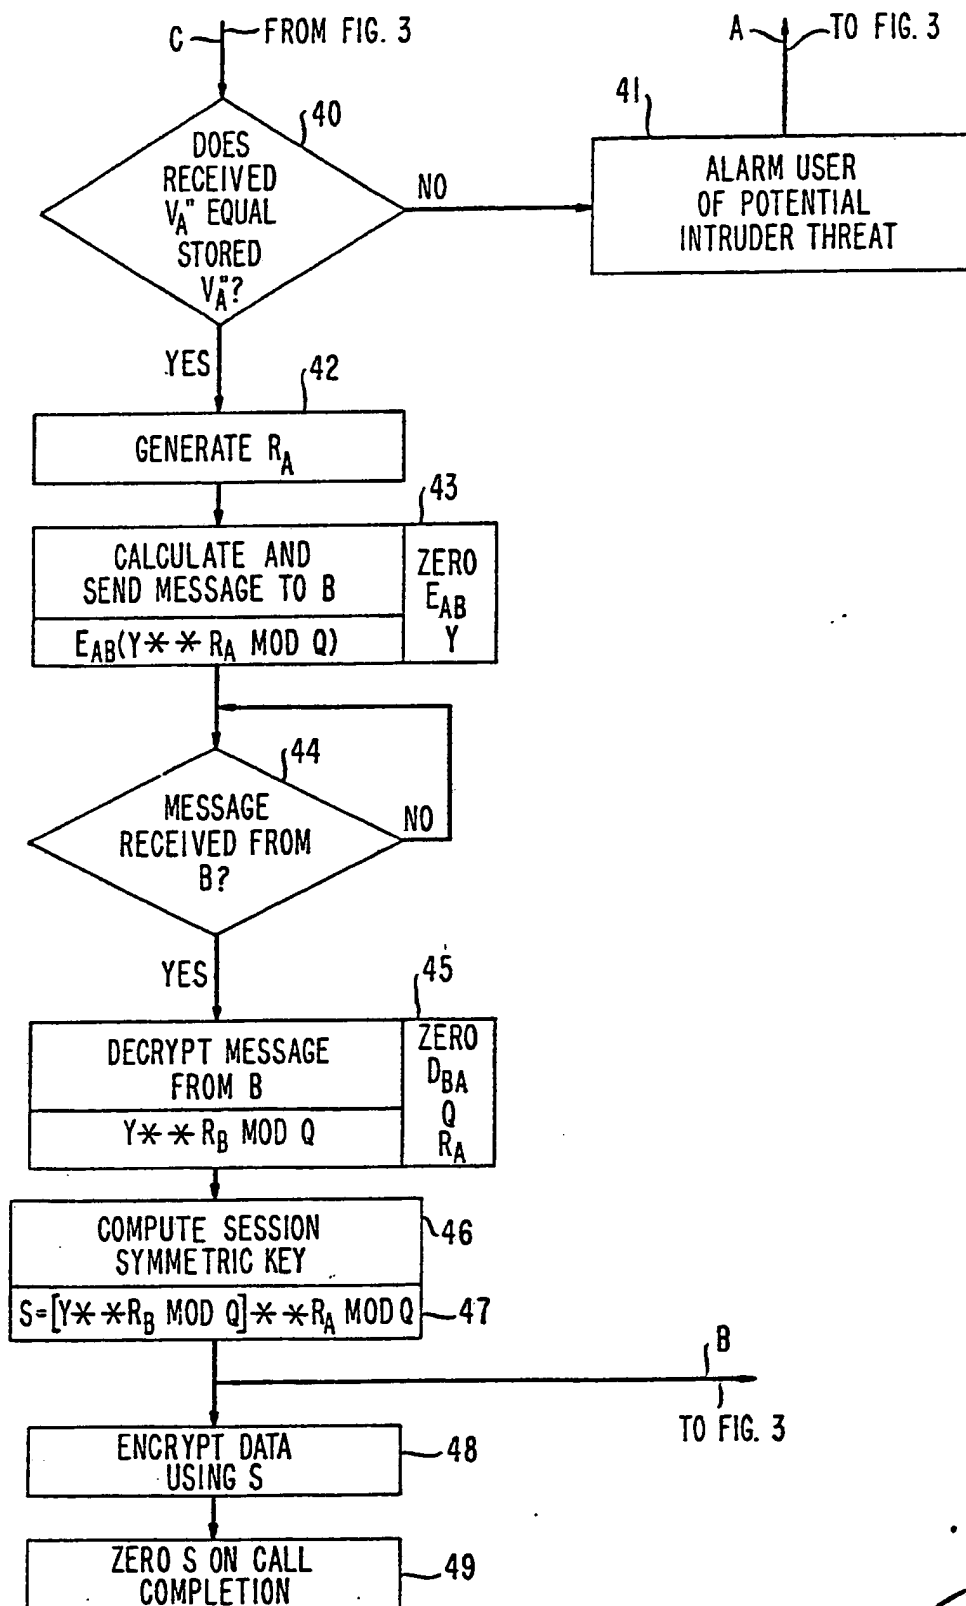 C
FROM FIG. 3
A
TO FIG. 3
40
DOES
RECEIVED
V_A" EQUAL
STORED
V_A"?
NO
41
ALARM USER
OF POTENTIAL
INTRUDER THREAT
YES
42
GENERATE R_A
43
CALCULATE AND
SEND MESSAGE TO B
E_AB(Y** R_A MOD Q)
ZERO
E_AB
Y
44
MESSAGE
RECEIVED FROM
B?
NO
YES
45
DECRYPT MESSAGE
FROM B
Y** R_B MOD Q
ZERO
D_BA
Q
R_A
COMPUTE SESSION
SYMMETRIC KEY
46
S=[Y**R_B MOD Q]**R_A MOD Q
47
B
TO FIG. 3
ENCRYPT DATA
USING S
48
ZERO S ON CALL
COMPLETION
49